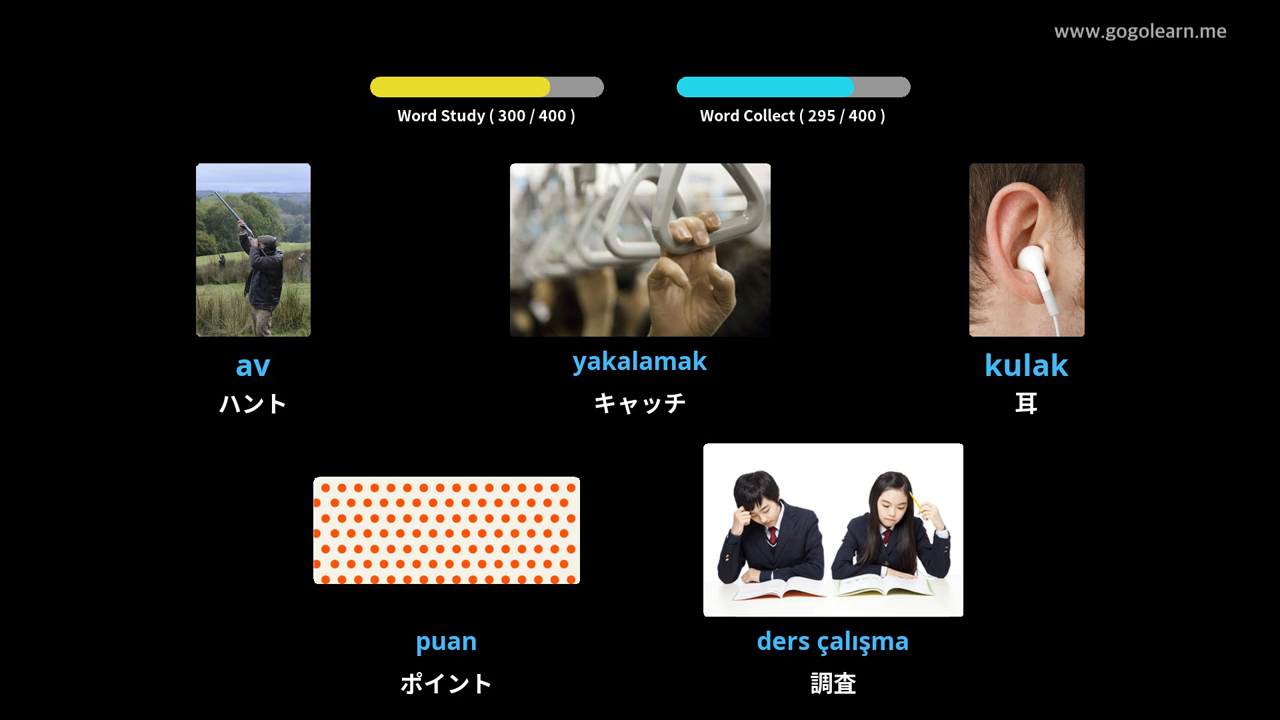 www.gogolearn.me
Word Study ( 300 / 400 )
Word Collect ( 295 / 400 )
av
ハント
yakalamak
キャッチ
kulak
耳
puan
ポイント
ders çalışma
調査